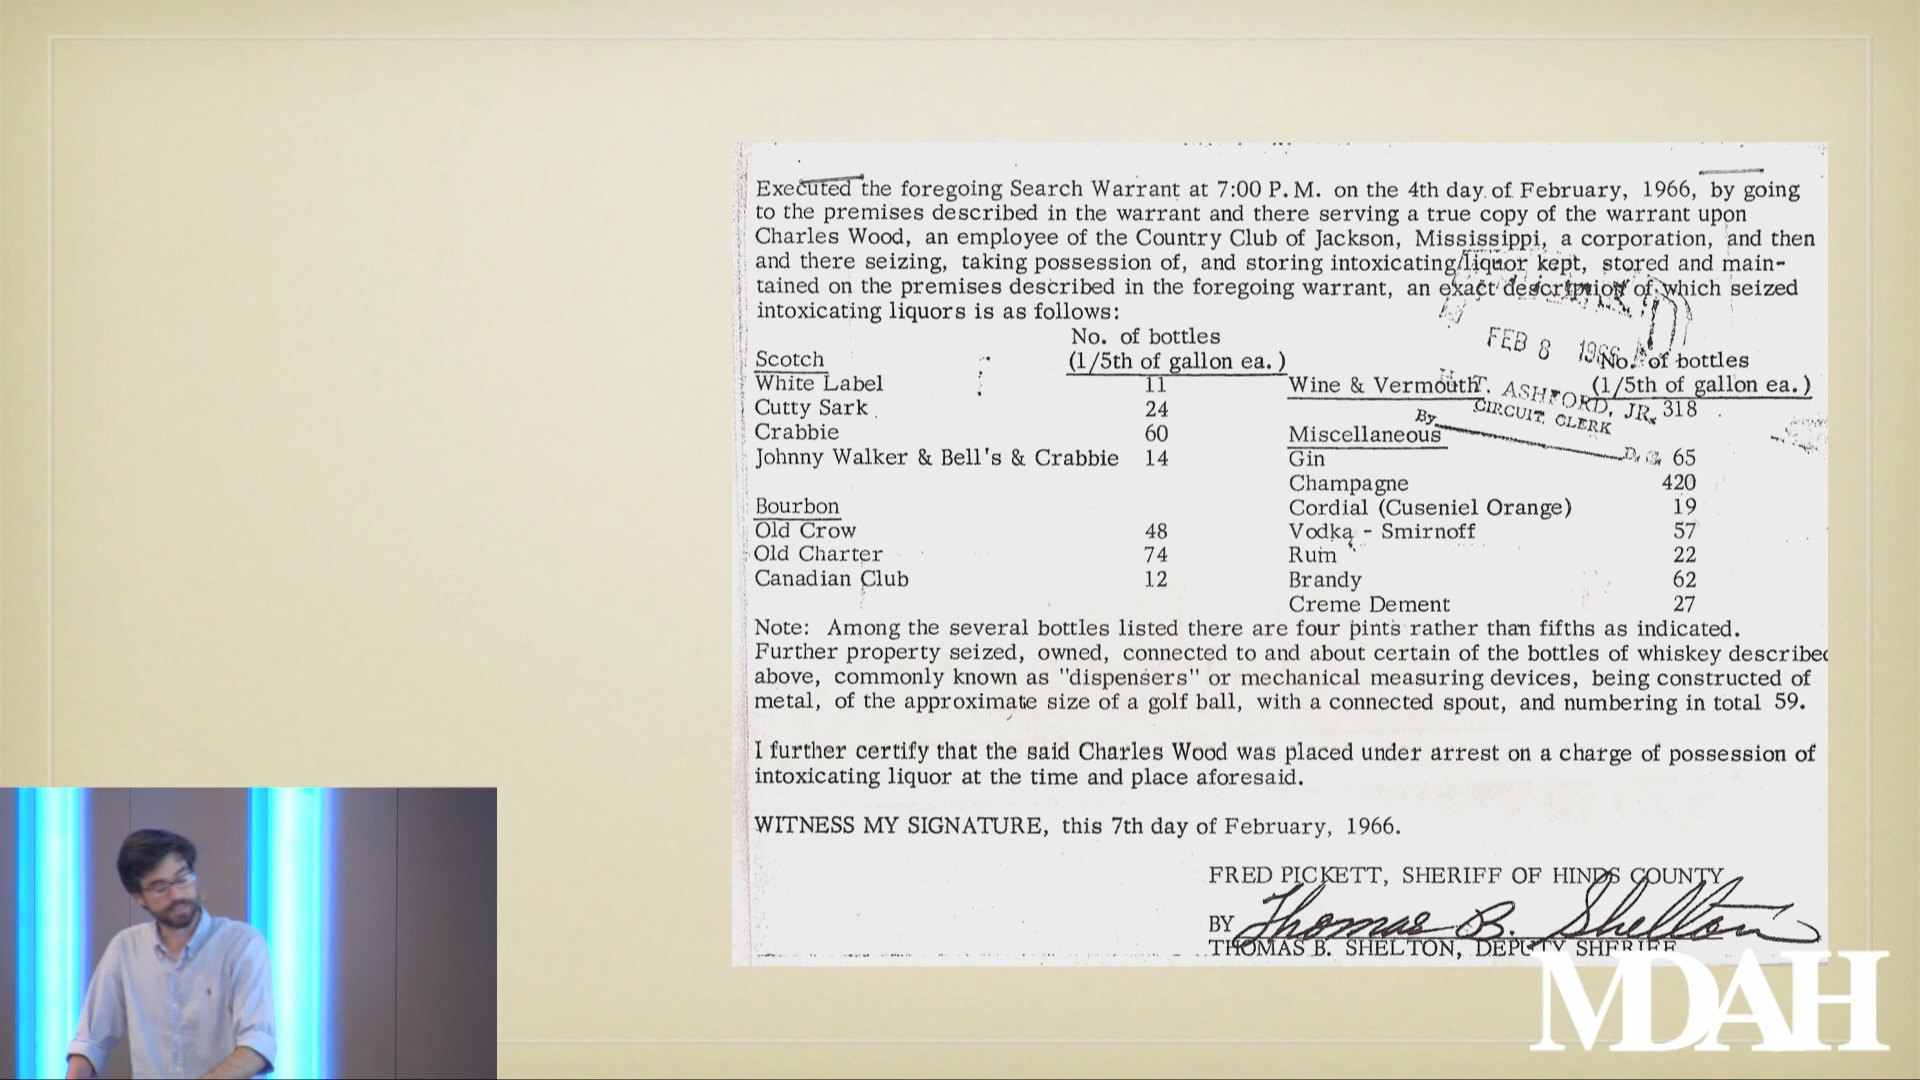 Executed the foregoing Search Warrant at 7:00 P.M. on the 4th day of February, 1966, by going
to the premises described in the warrant and there serving a true copy of the warrant upon
Charles Wood, an employee of the Country Club of Jackson, Mississippi, a corporation, and then
and there seizing, taking possession of, and storing intoxicating/liquor kept, stored and main-
tained on the premises described in the foregoing warrant, an exact description of which seized
intoxicating liquors is as follows:
No. of bottles
Scotch (1/5th of gallon ea.)
White Label 11
Cutty Sark 24
Crabbie 60
Johnny Walker & Bell's & Crabbie 14
Bourbon
Old Crow 48
Old Charter 74
Canadian Club 12
FEB 8 1966
No. of bottles
Wine & Vermouth (1/5th of gallon ea.)
318
T. ASHFORD, JR.
CIRCUIT CLERK
By D. C.
Miscellaneous
Gin 65
Champagne 420
Cordial (Cuseniel Orange) 19
Vodka - Smirnoff 57
Rum 22
Brandy 62
Creme Dement 27
Note: Among the several bottles listed there are four pints rather than fifths as indicated.
Further property seized, owned, connected to and about certain of the bottles of whiskey described
above, commonly known as "dispensers" or mechanical measuring devices, being constructed of
metal, of the approximate size of a golf ball, with a connected spout, and numbering in total 59.
I further certify that the said Charles Wood was placed under arrest on a charge of possession of
intoxicating liquor at the time and place aforesaid.
WITNESS MY SIGNATURE, this 7th day of February, 1966.
FRED PICKETT, SHERIFF OF HINDS COUNTY
BY Thomas B. Shelton
THOMAS B. SHELTON, DEPUTY SHERIFF
MDAH